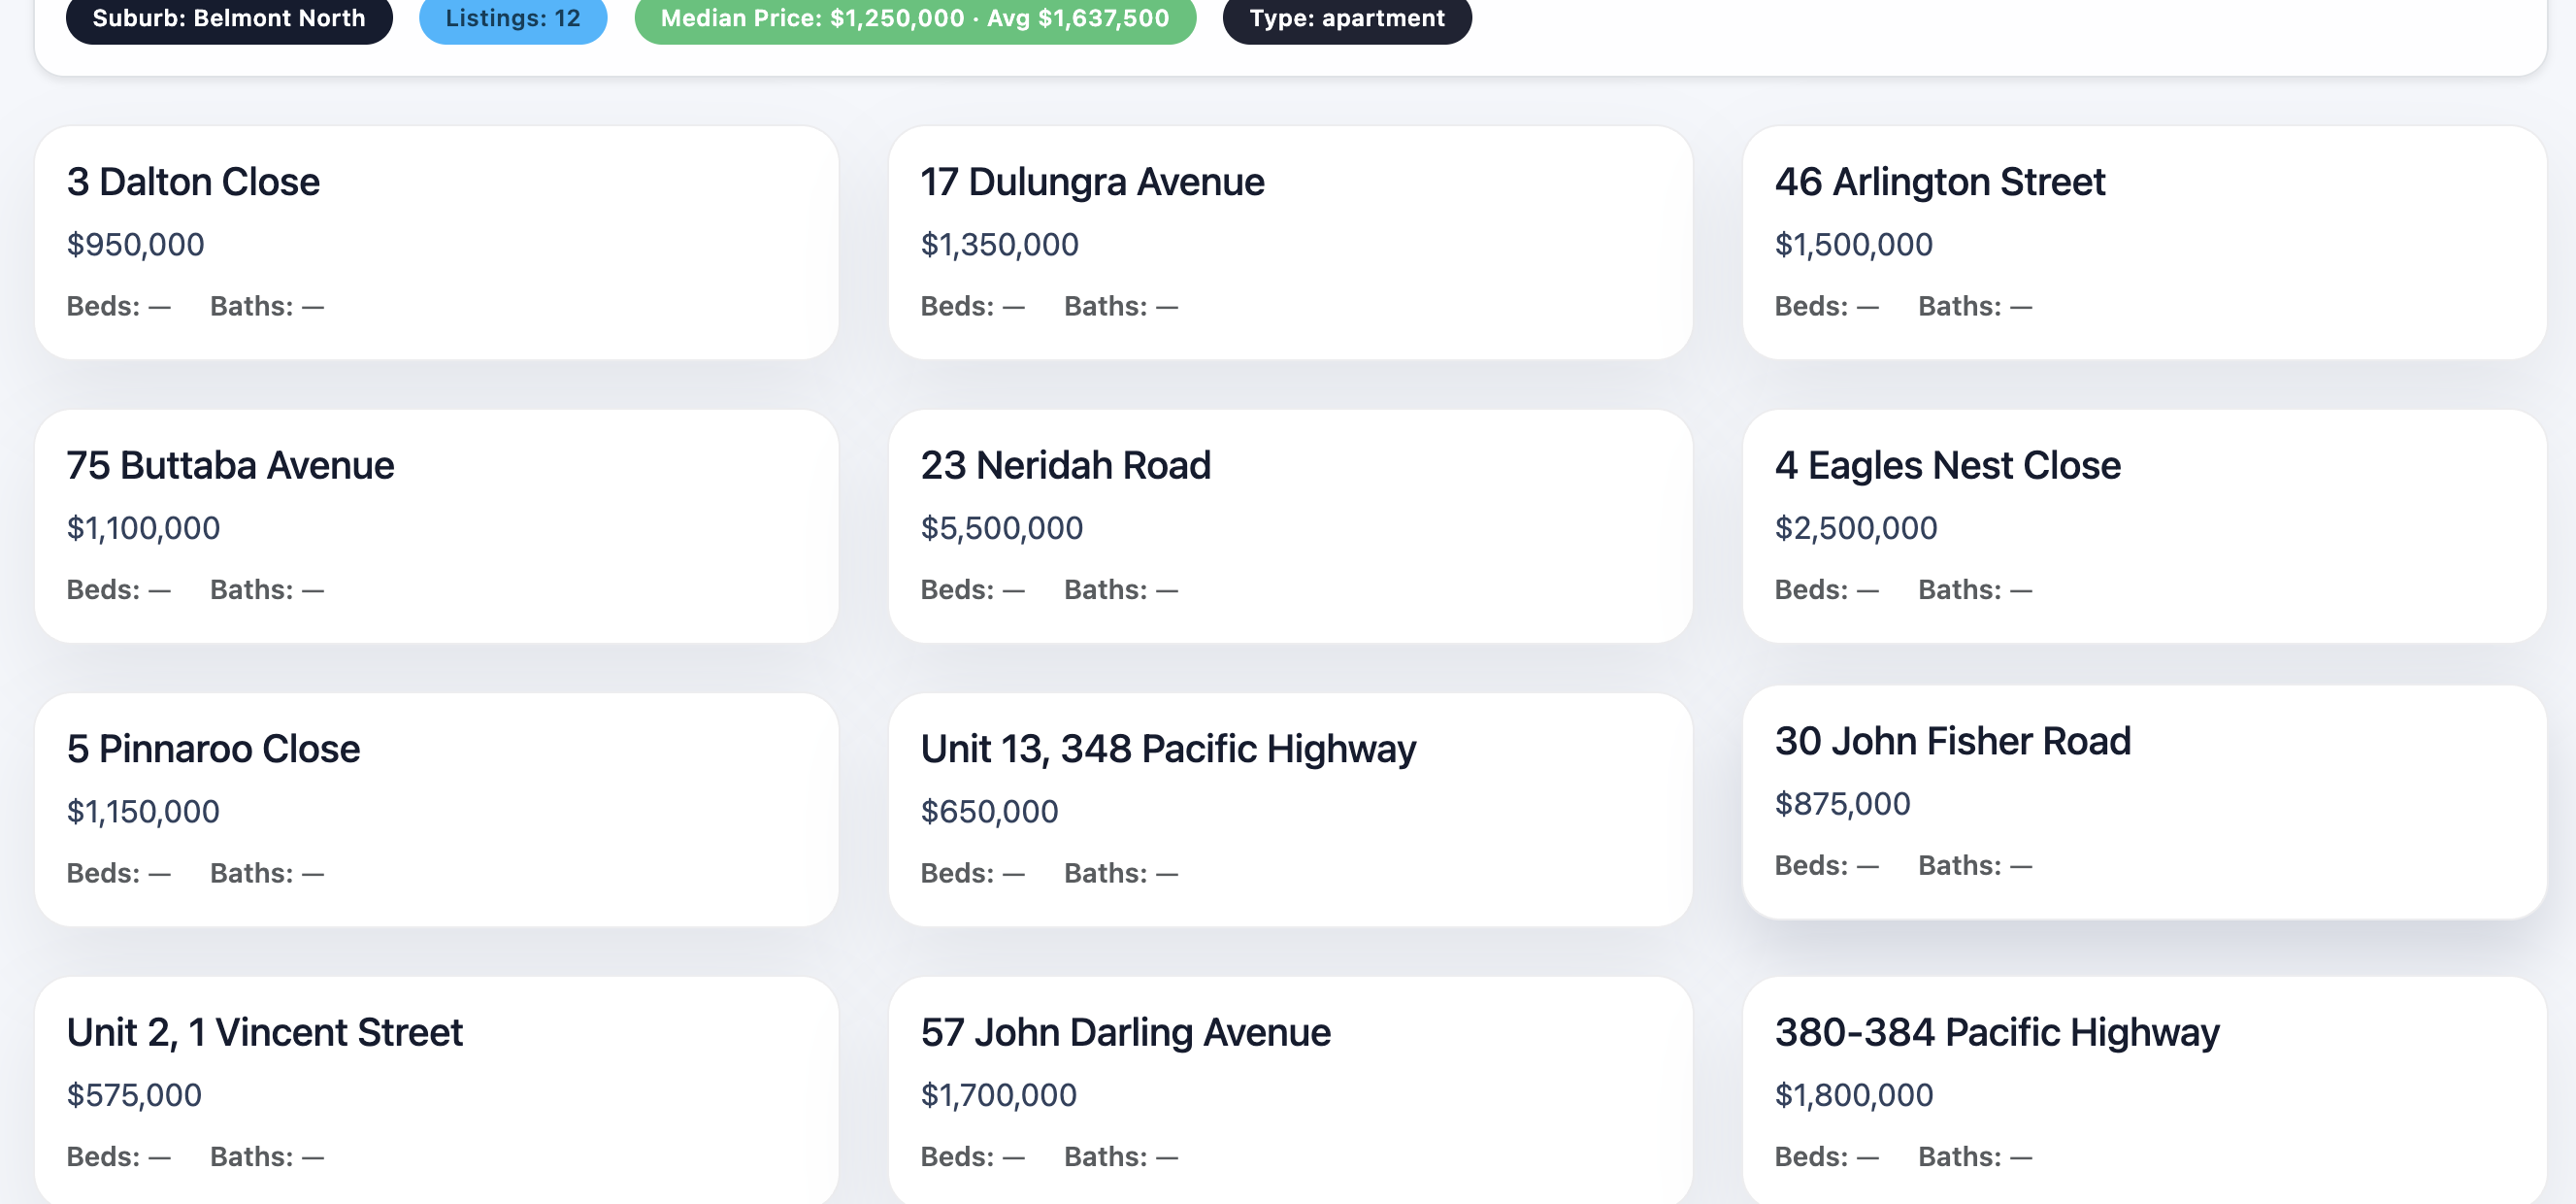 Suburb: Belmont North
Listings: 12
Median Price: $1,250,000 · Avg $1,637,500
Type: apartment
3 Dalton Close
$950,000
Beds: — Baths: —
17 Dulungra Avenue
$1,350,000
Beds: — Baths: —
46 Arlington Street
$1,500,000
Beds: — Baths: —
75 Buttaba Avenue
$1,100,000
Beds: — Baths: —
23 Neridah Road
$5,500,000
Beds: — Baths: —
4 Eagles Nest Close
$2,500,000
Beds: — Baths: —
5 Pinnaroo Close
$1,150,000
Beds: — Baths: —
Unit 13, 348 Pacific Highway
$650,000
Beds: — Baths: —
30 John Fisher Road
$875,000
Beds: — Baths: —
Unit 2, 1 Vincent Street
$575,000
Beds: — Baths: —
57 John Darling Avenue
$1,700,000
Beds: — Baths: —
380-384 Pacific Highway
$1,800,000
Beds: — Baths: —